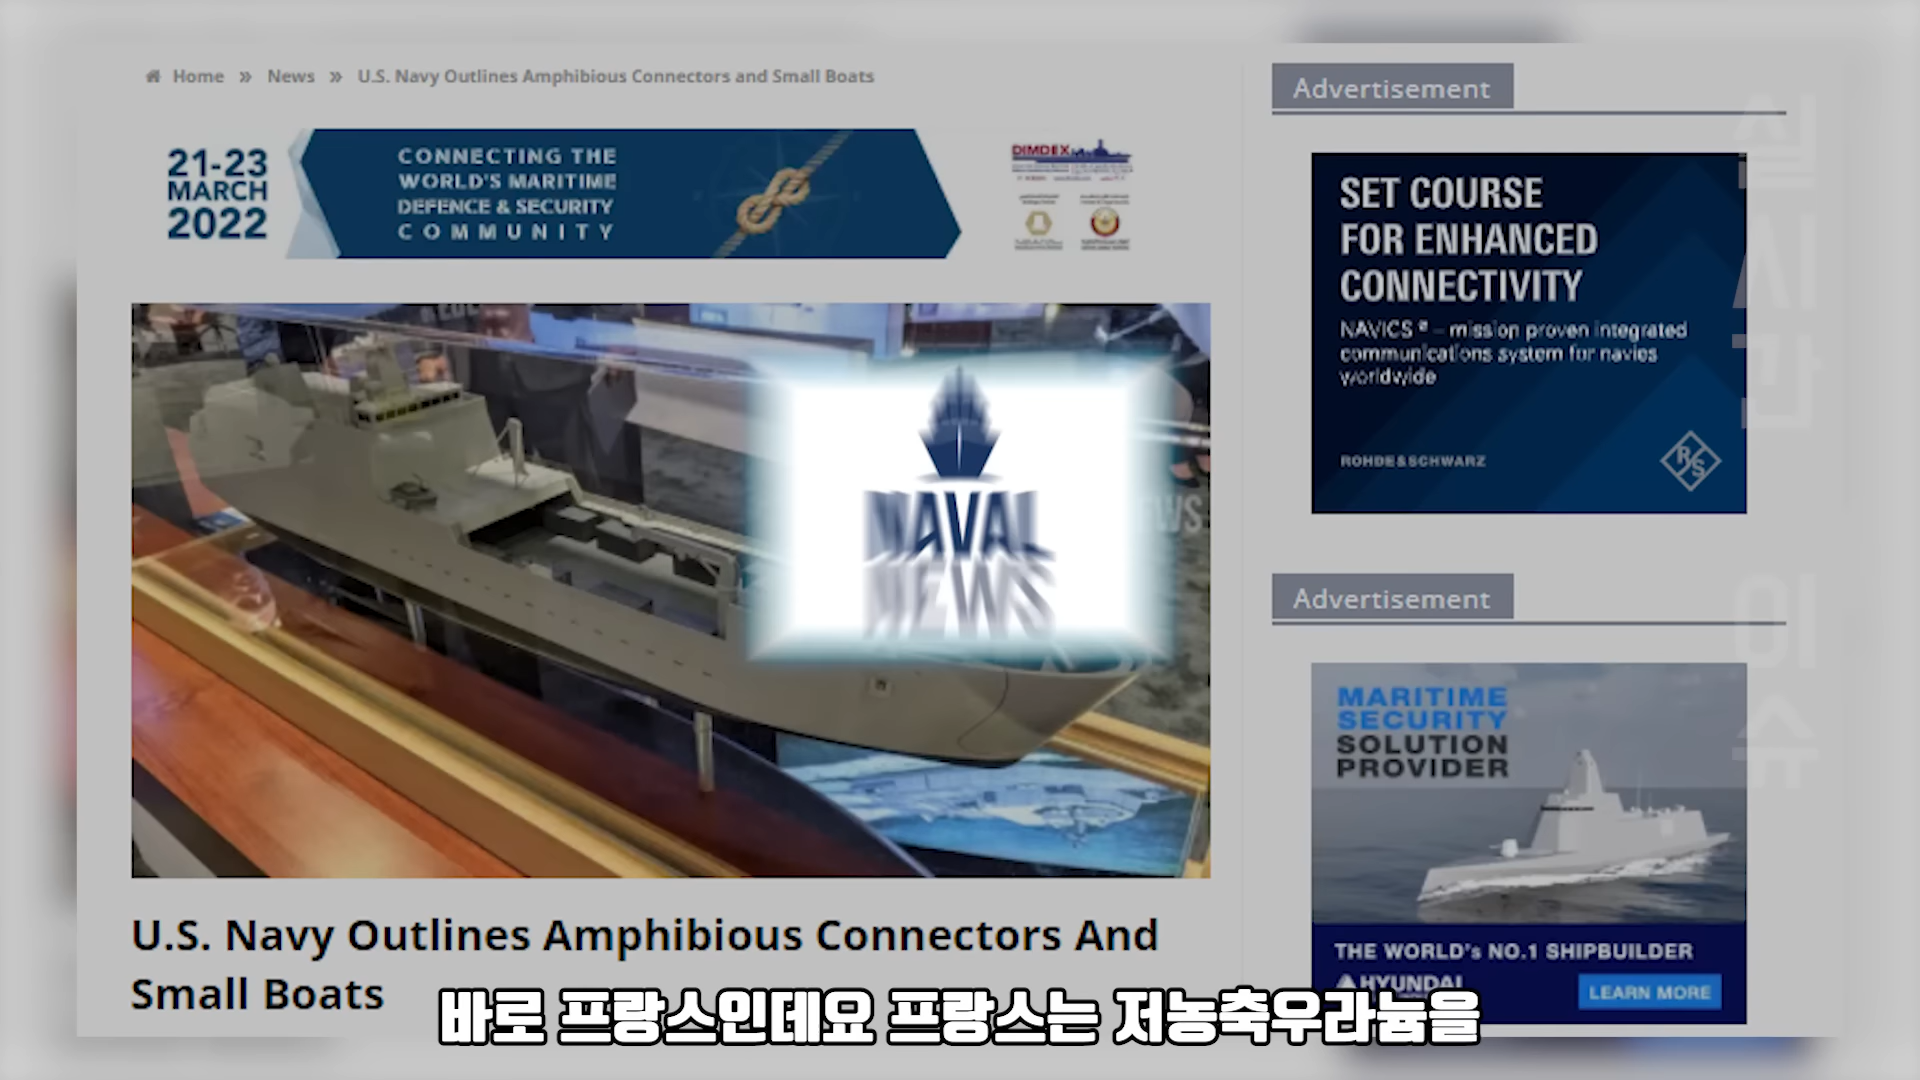 Home » News » U.S. Navy Outlines Amphibious Connectors and Small Boats
21-23
MARCH
2022
CONNECTING THE
WORLD'S MARITIME
DEFENCE & SECURITY
COMMUNITY
DIMDEX
NAVAL
NEWS
U.S. Navy Outlines Amphibious Connectors And
Small Boats
Advertisement
SET COURSE
FOR ENHANCED
CONNECTIVITY
NAVICS ® – mission proven integrated
communications system for navies
worldwide
ROHDE&SCHWARZ
R&S
Advertisement
MARITIME
SECURITY
SOLUTION
PROVIDER
THE WORLD's NO.1 SHIPBUILDER
HYUNDAI
LEARN MORE
바로 프랑스인데요 프랑스는 저농축우라늄을